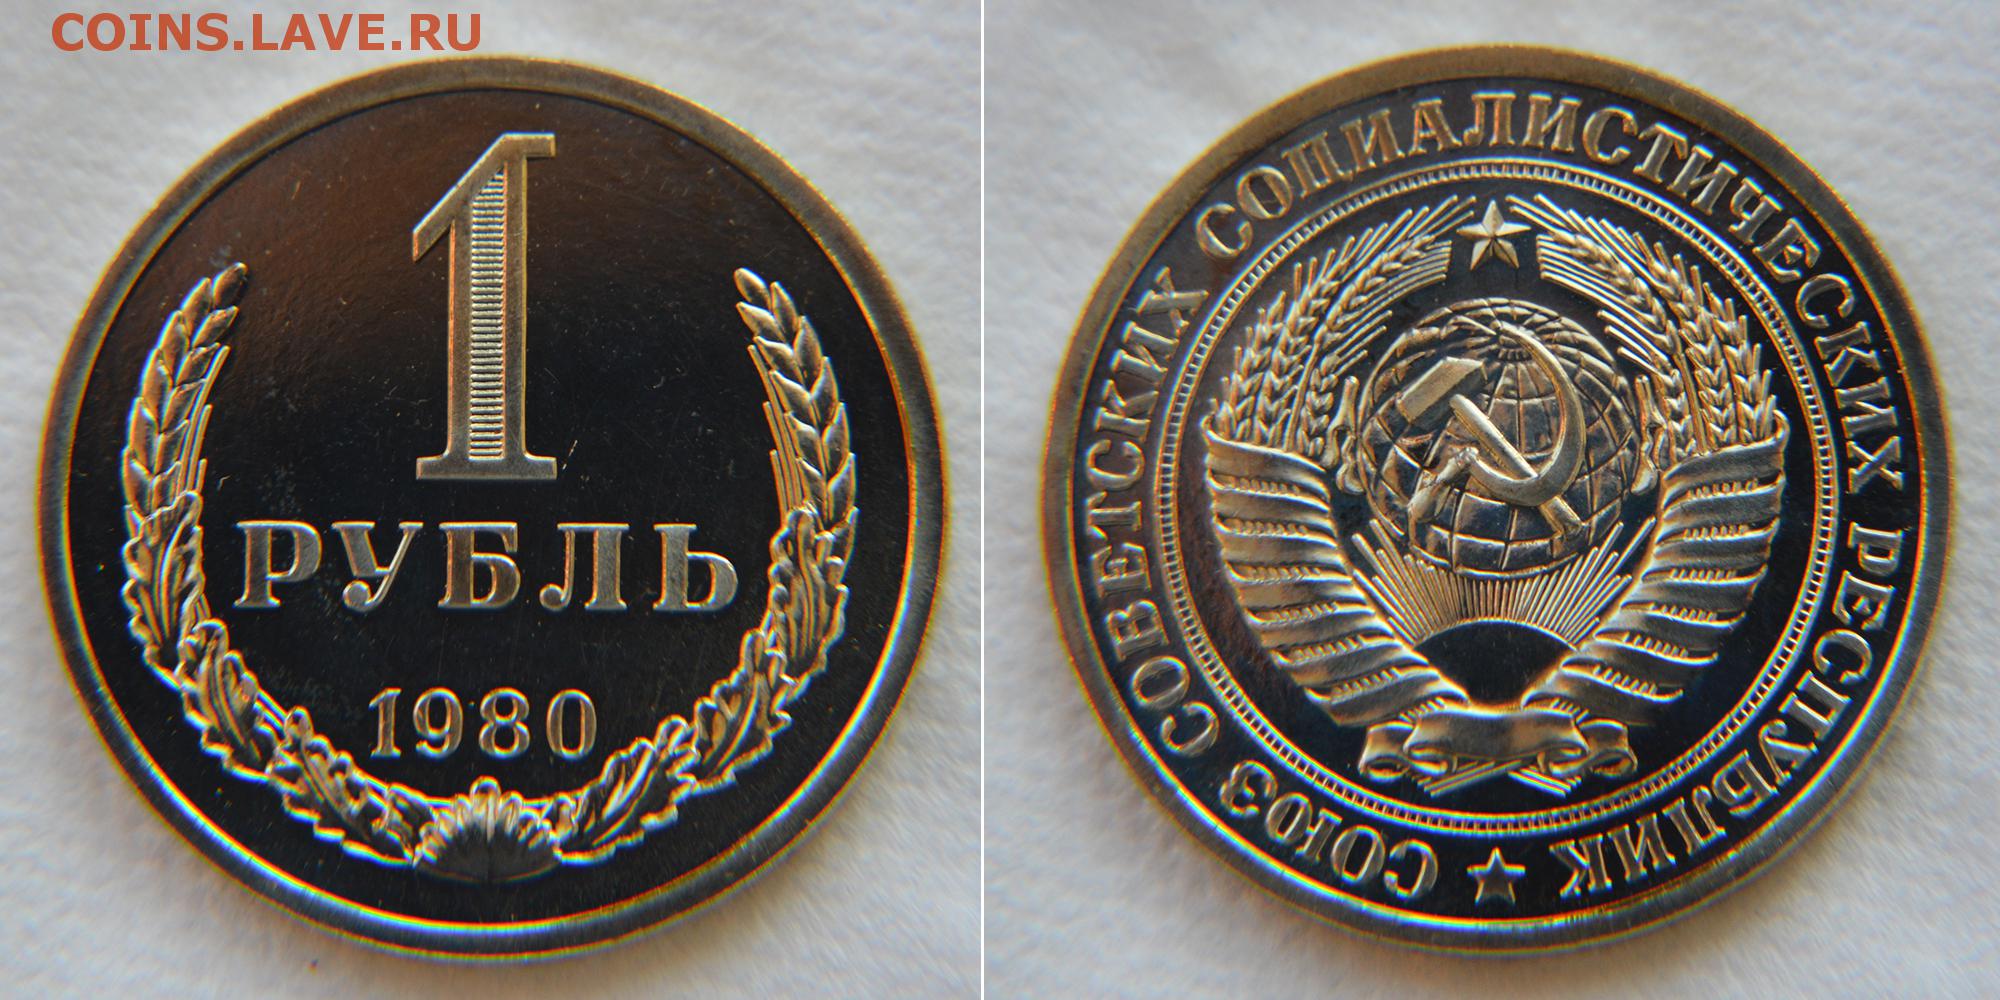 COINS.LAVE.RU
1
РУБЛЬ
1980
СОЮЗ СОВЕТСКИХ СОЦИАЛИСТИЧЕСКИХ РЕСПУБЛИК